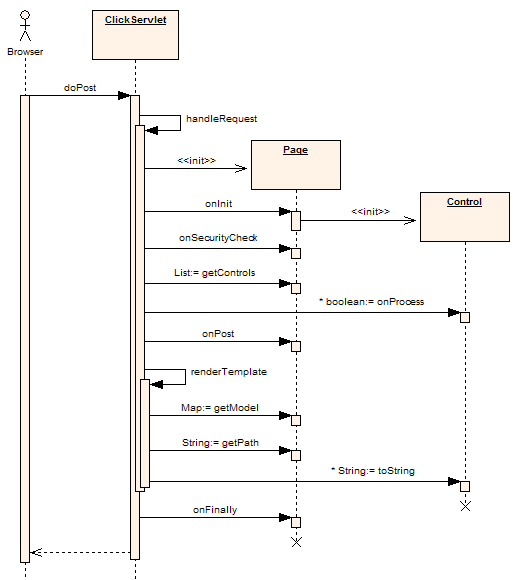 ClickServlet
Browser
doPost
handleRequest
Page
<<init>>
Control
onInit
<<init>>
onSecurityCheck
List:= getControls
* boolean:= onProcess
onPost
renderTemplate
Map:= getModel
String:= getPath
* String:= toString
onFinally